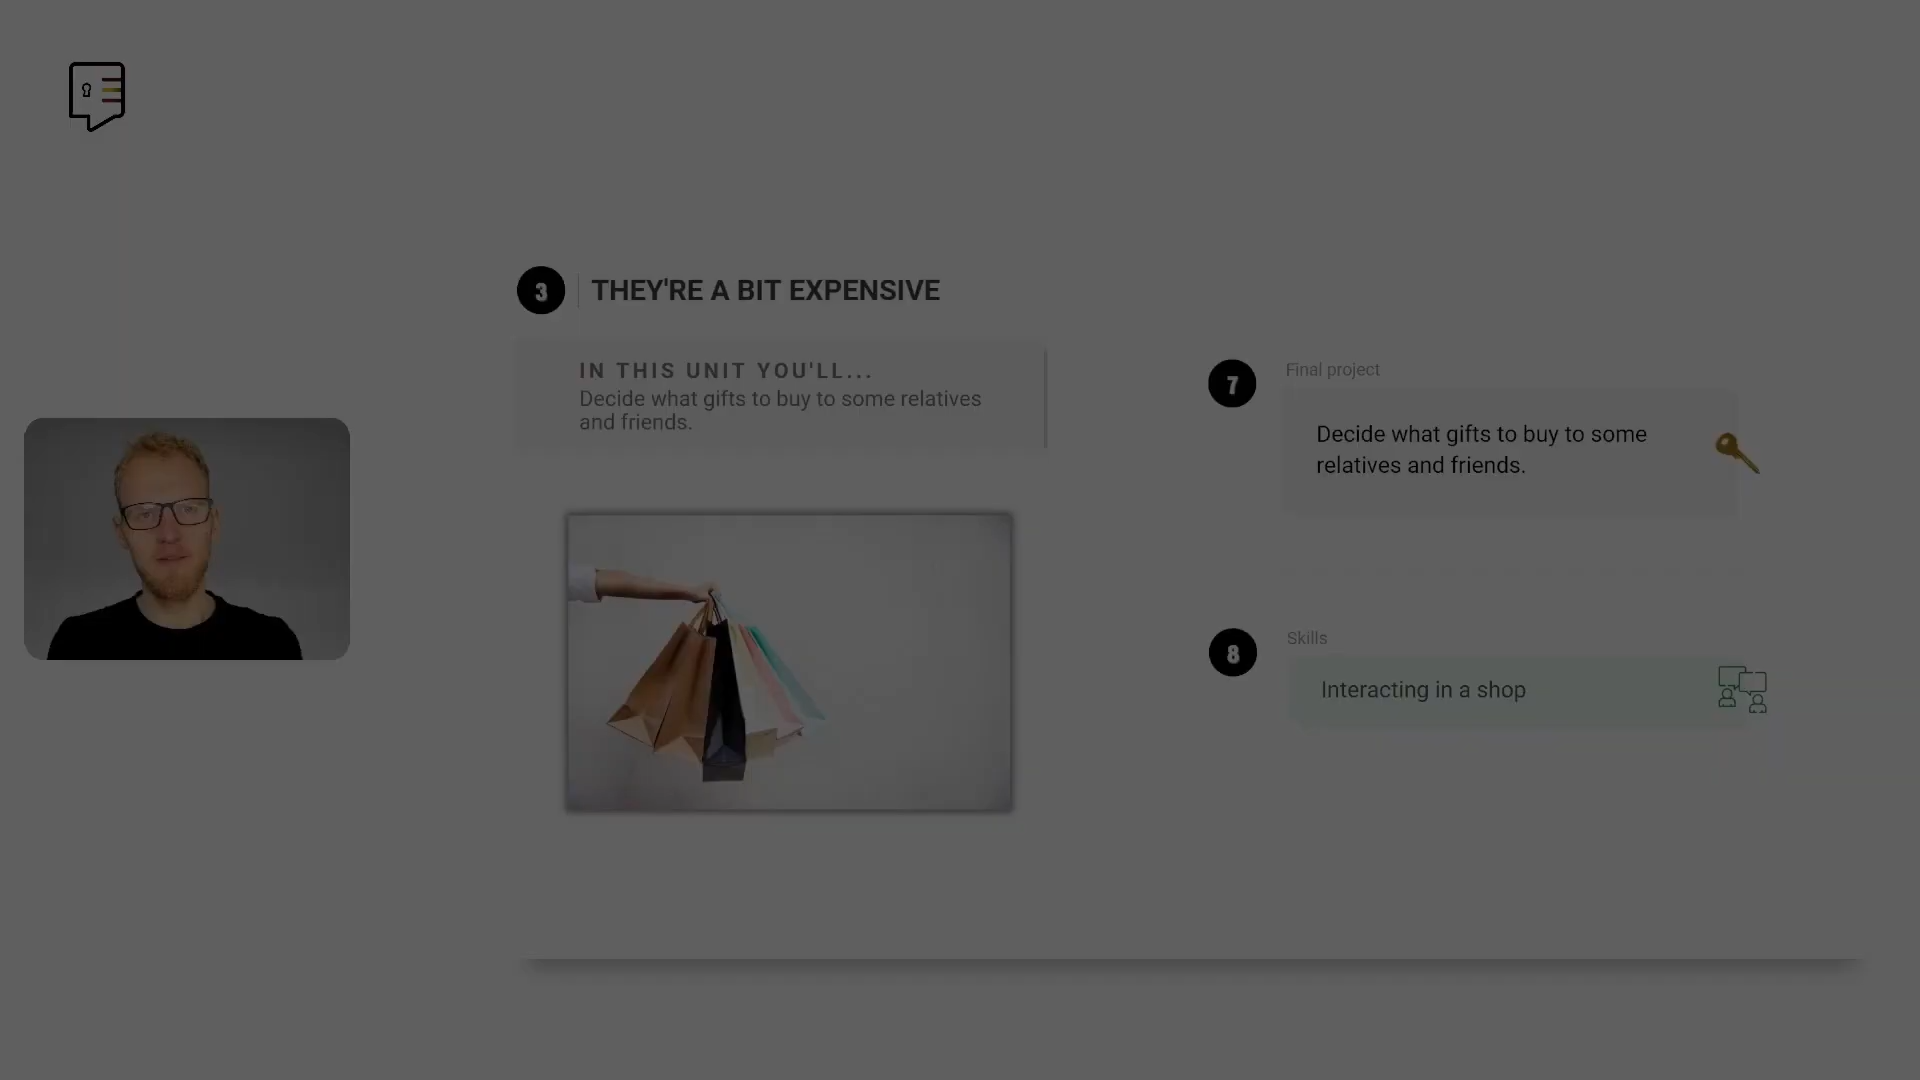 3
THEY'RE A BIT EXPENSIVE
IN THIS UNIT YOU'LL...
Decide what gifts to buy to some relatives
and friends.
7
Final project
Decide what gifts to buy to some
relatives and friends.
8
Skills
Interacting in a shop